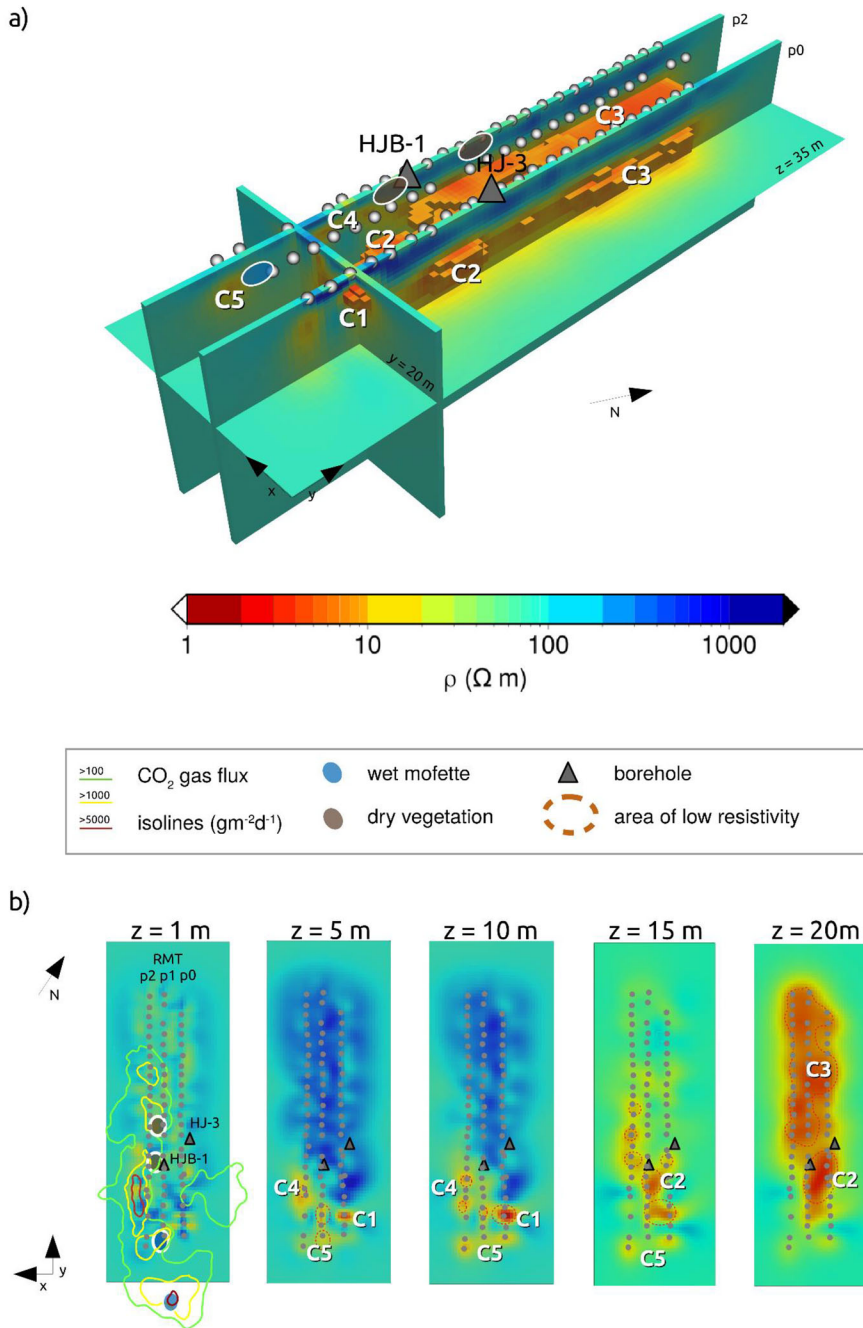 a)
p2
p0
C3
HJB-1
HJ-3
z = 35 m
C3
C4
C2
C2
C5
C1
y = 20 m
N
x
y
1 10 100 1000
ρ (Ω m)
>100
CO₂ gas flux
wet mofette
borehole
>1000
>5000
isolines (gm⁻²d⁻¹)
dry vegetation
area of low resistivity
b)
z = 1 m z = 5 m z = 10 m z = 15 m z = 20m
RMT
p2 p1 p0
N
C3
HJ-3
HJB-1
C4 C4 C2 C2
C1 C1
C5 C5 C5
y
x